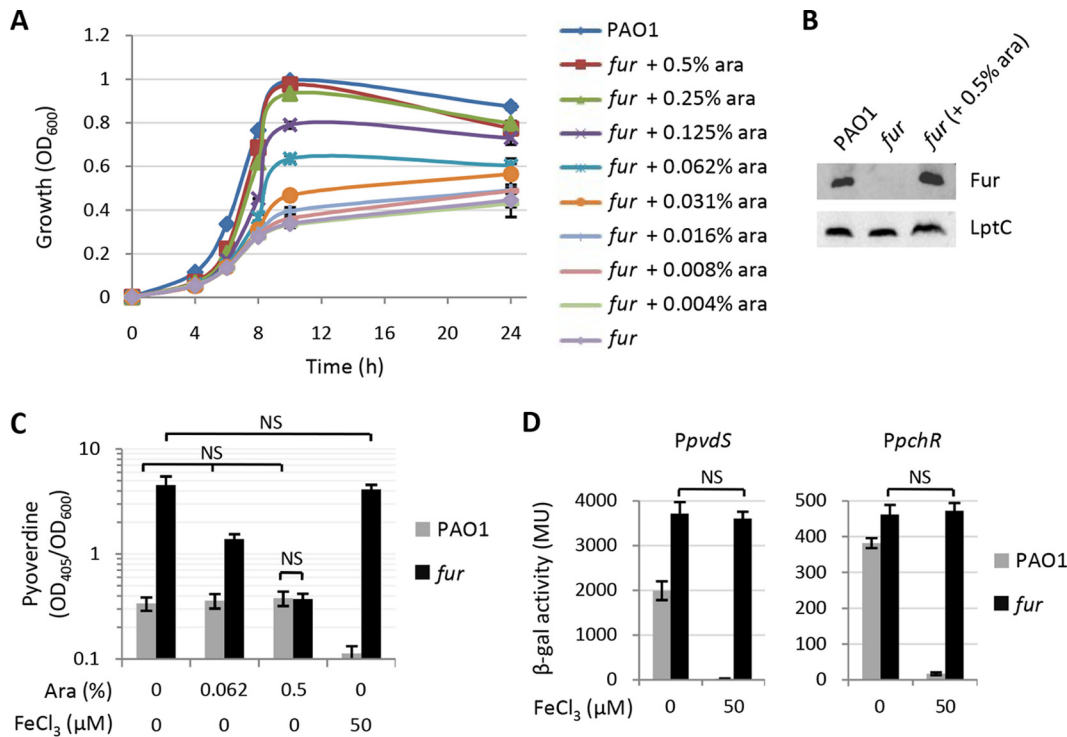 A
1.2
1
0.8
0.6
0.4
0.2
0
Growth (OD600)
0 4 8 12 16 20 24
Time (h)
PAO1
fur + 0.5% ara
fur + 0.25% ara
fur + 0.125% ara
fur + 0.062% ara
fur + 0.031% ara
fur + 0.016% ara
fur + 0.008% ara
fur + 0.004% ara
fur
B
PAO1
fur
fur (+ 0.5% ara)
Fur
LptC
C
NS
NS
NS
10
1
0.1
Pyoverdine
(OD405/OD600)
PAO1
fur
Ara (%) 0 0.062 0.5 0
FeCl3 (µM) 0 0 0 50
D
PpvdS
NS
4000
3000
2000
1000
0
β-gal activity (MU)
FeCl3 (µM) 0 50
PpchR
NS
500
400
300
200
100
0
0 50
PAO1
fur